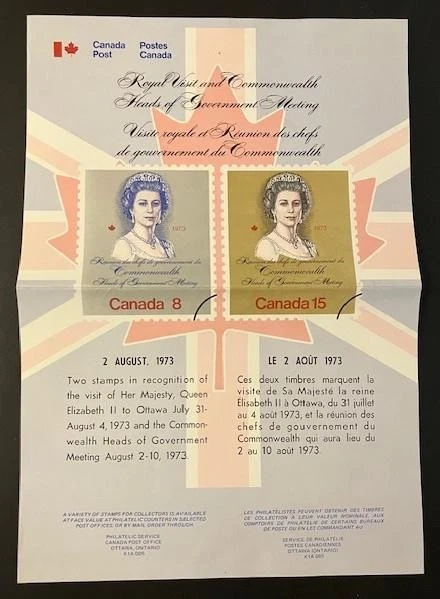 Canada Postes
Post Canada
Royal Visit and Commonwealth
Heads of Government Meeting
Visite royale et Réunion des chefs
de gouvernement du Commonwealth
1973
Réunion des chefs de gouvernement du
Commonwealth
Heads of Government Meeting
Canada 8
1973
Réunion des chefs de gouvernement du
Commonwealth
Heads of Government Meeting
Canada 15
2 AUGUST, 1973
Two stamps in recognition of
the visit of Her Majesty, Queen
Elizabeth II to Ottawa July 31-
August 4, 1973 and the Common-
wealth Heads of Government
Meeting August 2-10, 1973.
LE 2 AOÛT 1973
Ces deux timbres marquent la
visite de Sa Majesté la reine
Elisabeth II à Ottawa, du 31 juillet
au 4 août 1973, et la réunion des
chefs de gouvernement du
Commonwealth qui aura lieu du
2 au 10 août 1973.
A VARIETY OF STAMPS FOR COLLECTORS IS AVAILABLE
AT FACE VALUE AT PHILATELIC COUNTERS IN SELECTED
POST OFFICES; OR BY MAIL ORDER THROUGH:
PHILATELIC SERVICE
CANADA POST OFFICE
OTTAWA, ONTARIO
K1A 0B5
LES PHILATÉLISTES PEUVENT OBTENIR DES TIMBRES
DE COLLECTION À LEUR VALEUR NOMINALE, AUX
COMPTOIRS DE PHILATÉLIE DE CERTAINS BUREAUX
DE POSTE OU EN LES COMMANDANT AU
SERVICE DE PHILATÉLIE
POSTES CANADIENNES
OTTAWA (ONTARIO)
K1A 0B5